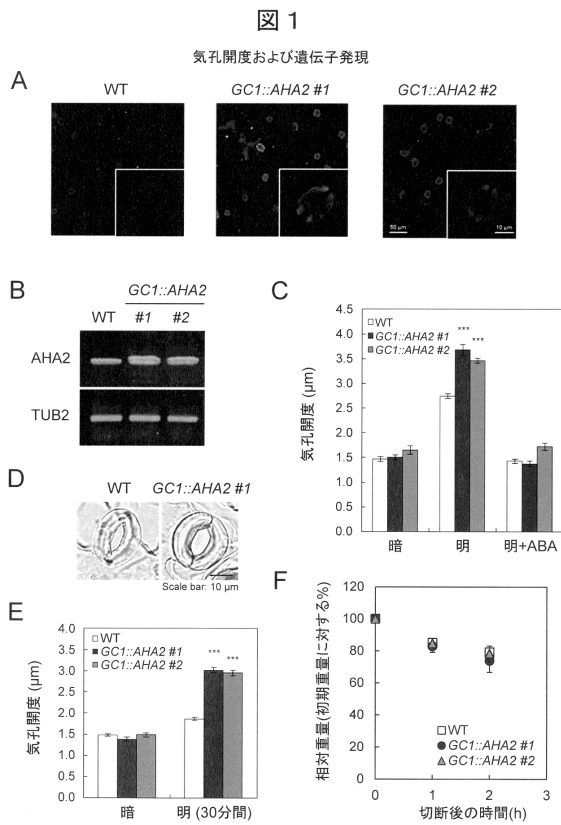 図1
気孔開度および遺伝子発現
A
WT
GC1::AHA2 #1
GC1::AHA2 #2
50 µm
10 µm
B
GC1::AHA2
WT
#1
#2
AHA2
TUB2
C
気孔開度 (µm)
4.5
4.0
3.5
3.0
2.5
2.0
1.5
1.0
0.5
0.0
WT
GC1::AHA2 #1
GC1::AHA2 #2
***
***
暗
明
明+ABA
D
WT
GC1::AHA2 #1
Scale bar: 10 µm
E
気孔開度 (µm)
4.0
3.5
3.0
2.5
2.0
1.5
1.0
0.5
0.0
WT
GC1::AHA2 #1
GC1::AHA2 #2
***
***
暗
明 (30分間)
F
相対重量(初期重量に対する%)
120
100
80
60
40
20
0
WT
GC1::AHA2 #1
GC1::AHA2 #2
0
1
2
3
切断後の時間(h)